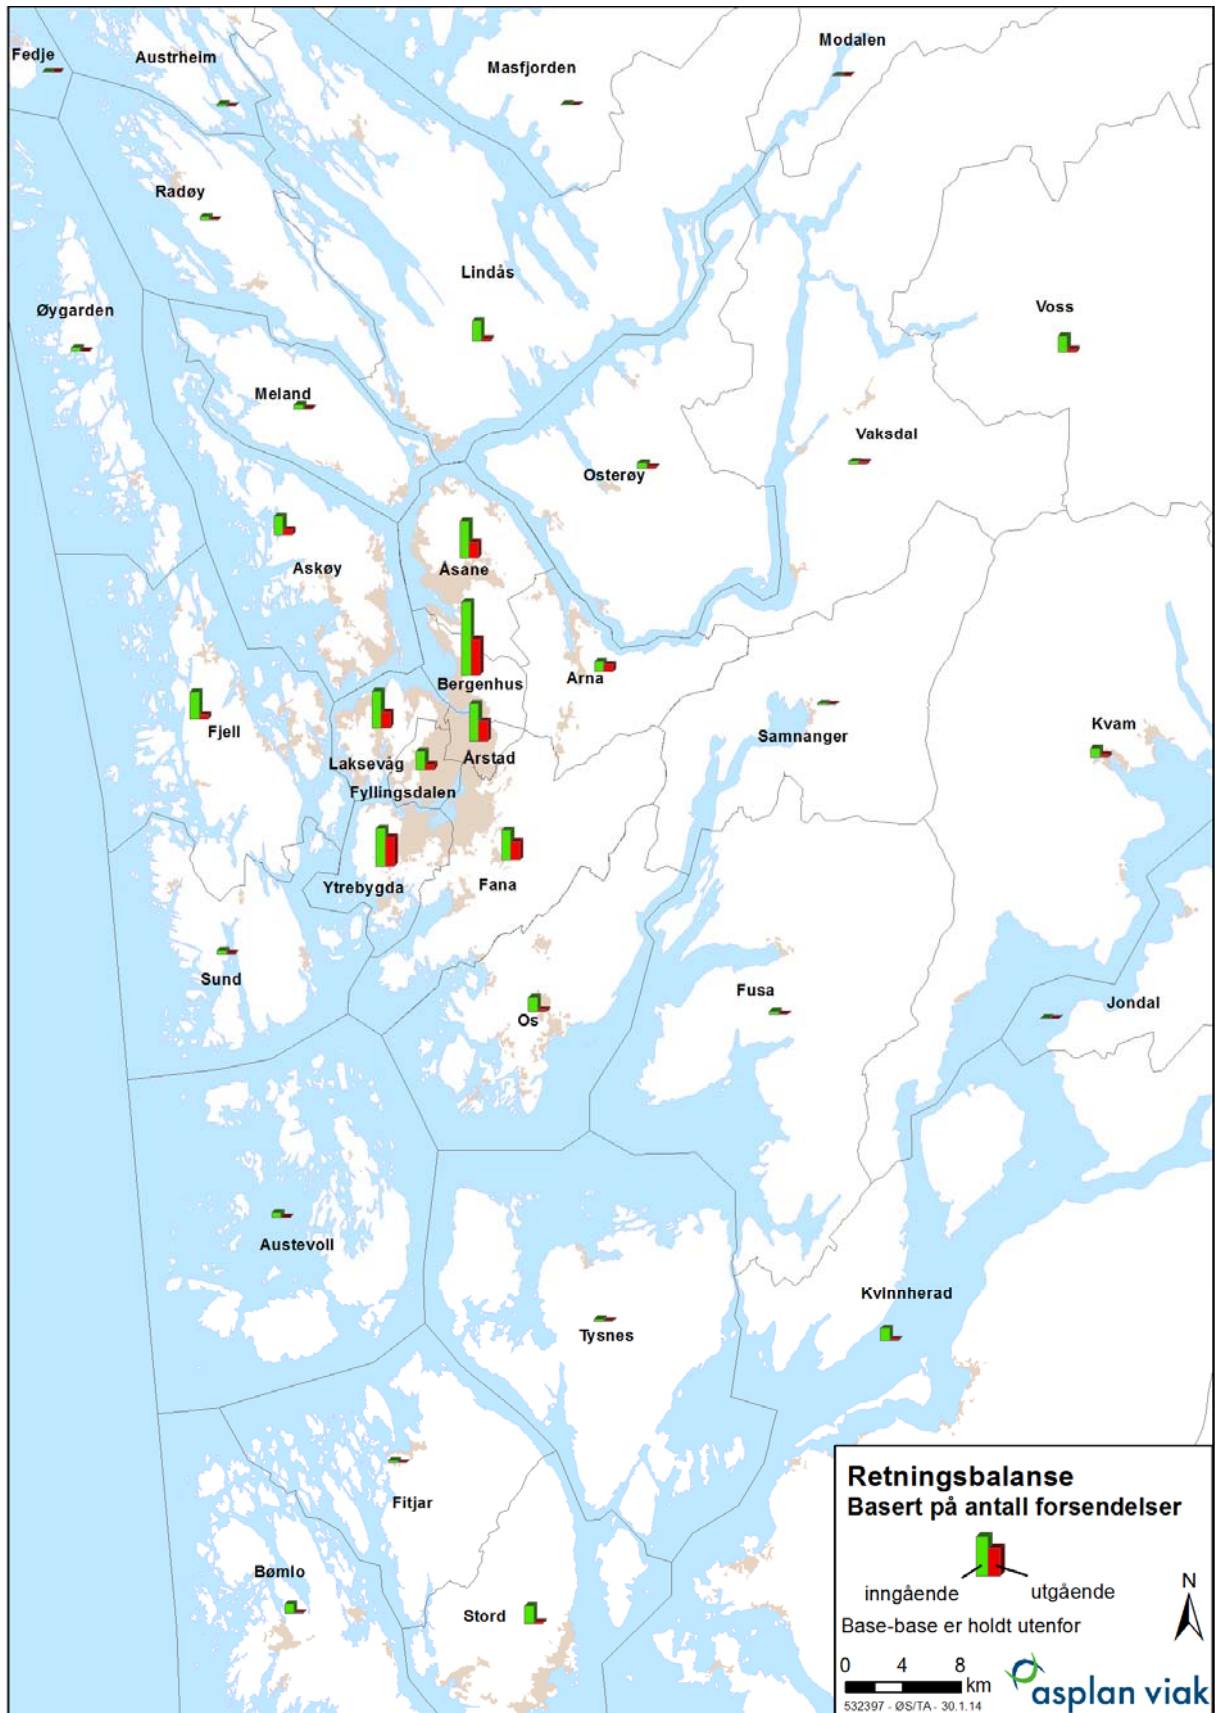 Modalen
Fedje
Austrheim
Masfjorden
Radøy
Lindås
Øygarden
Voss
Meland
Vaksdal
Osterøy
Askøy
Åsane
Arna
Bergenhus
Fjell
Kvam
Samnanger
Laksevåg
Årstad
Fyllingsdalen
Ytrebygda
Fana
Sund
Fusa
Jondal
Os
Austevoll
Kvinnherad
Tysnes
Fitjar
Bømlo
Stord
Retningsbalanse
Basert på antall forsendelser
inngående
utgående
N
Base-base er holdt utenfor
0 4 8
km
532397 - ØS/TA - 30.1.14
asplan viak